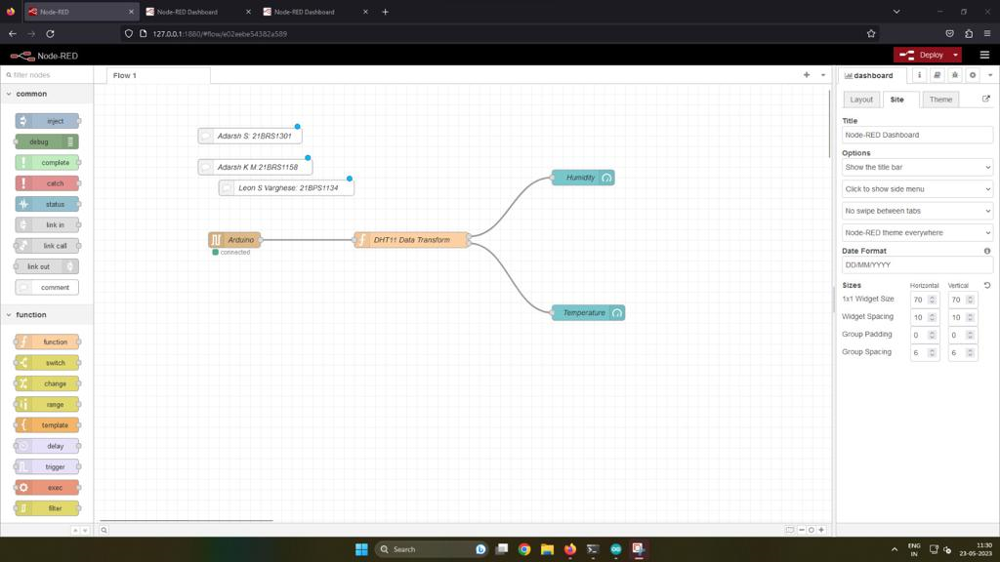 Node-RED
Node-RED Dashboard
Node-RED Dashboard
127.0.0.1:1880/#flow/e02eebe54382a589
Node-RED
Deploy
filter nodes
Flow 1
dashboard
common
inject
debug
complete
catch
status
link in
link call
link out
comment
function
function
switch
change
range
template
delay
trigger
exec
filter
Adarsh S: 21BRS1301
Adarsh K M:21BRS1158
Leon S Varghese: 21BPS1134
Arduino
connected
DHT11 Data Transform
Humidity
Temperature
Layout
Site
Theme
Title
Node-RED Dashboard
Options
Show the title bar
Click to show side menu
No swipe between tabs
Node-RED theme everywhere
Date Format
DD/MM/YYYY
Sizes Horizontal Vertical
1x1 Widget Size 70 70
Widget Spacing 10 10
Group Padding 0 0
Group Spacing 6 6
Search
ENG
IN
11:30
23-05-2023